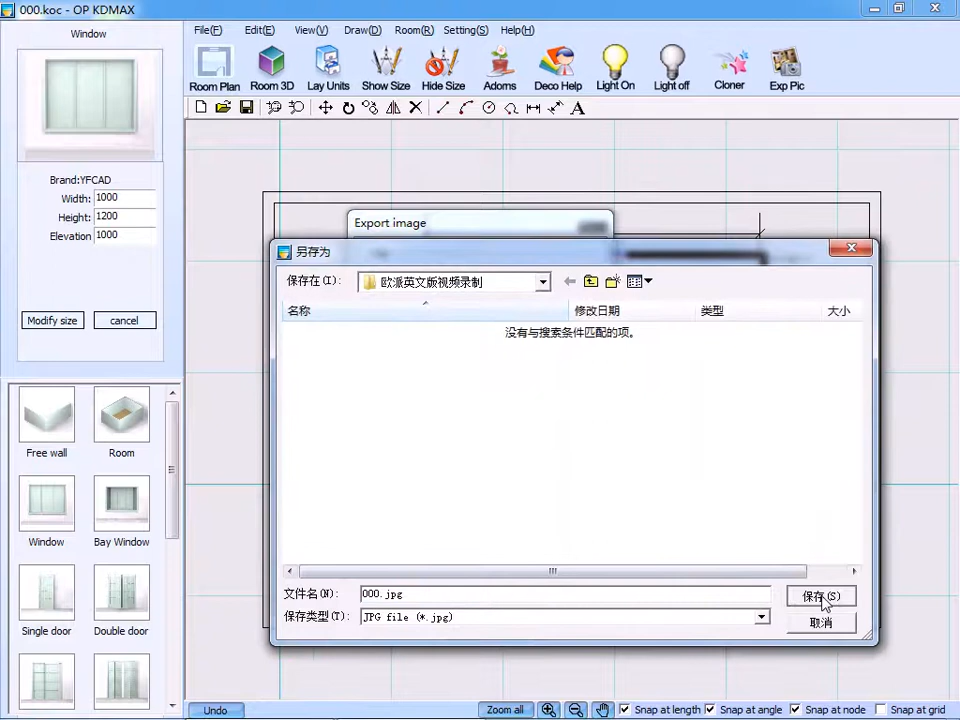 000.koc - OP KDMAX
File(F) Edit(E) View(V) Draw(D) Room(R) Setting(S) Help(H)
Room Plan Room 3D Lay Units Show Size Hide Size Adorns Deco Help Light On Light off Cloner Exp Pic
Window
Brand:YFCAD
Width: 1000
Height: 1200
Elevation 1000
Modify size cancel
Free wall Room
Window Bay Window
Single door Double door
Export image
另存为
保存在(I): 欧派英文版视频录制
名称 修改日期 类型 大小
没有与搜索条件匹配的项。
文件名(N): 000.jpg 保存(S)
保存类型(T): JPG file (*.jpg) 取消
Undo Zoom all Snap at length Snap at angle Snap at node Snap at grid